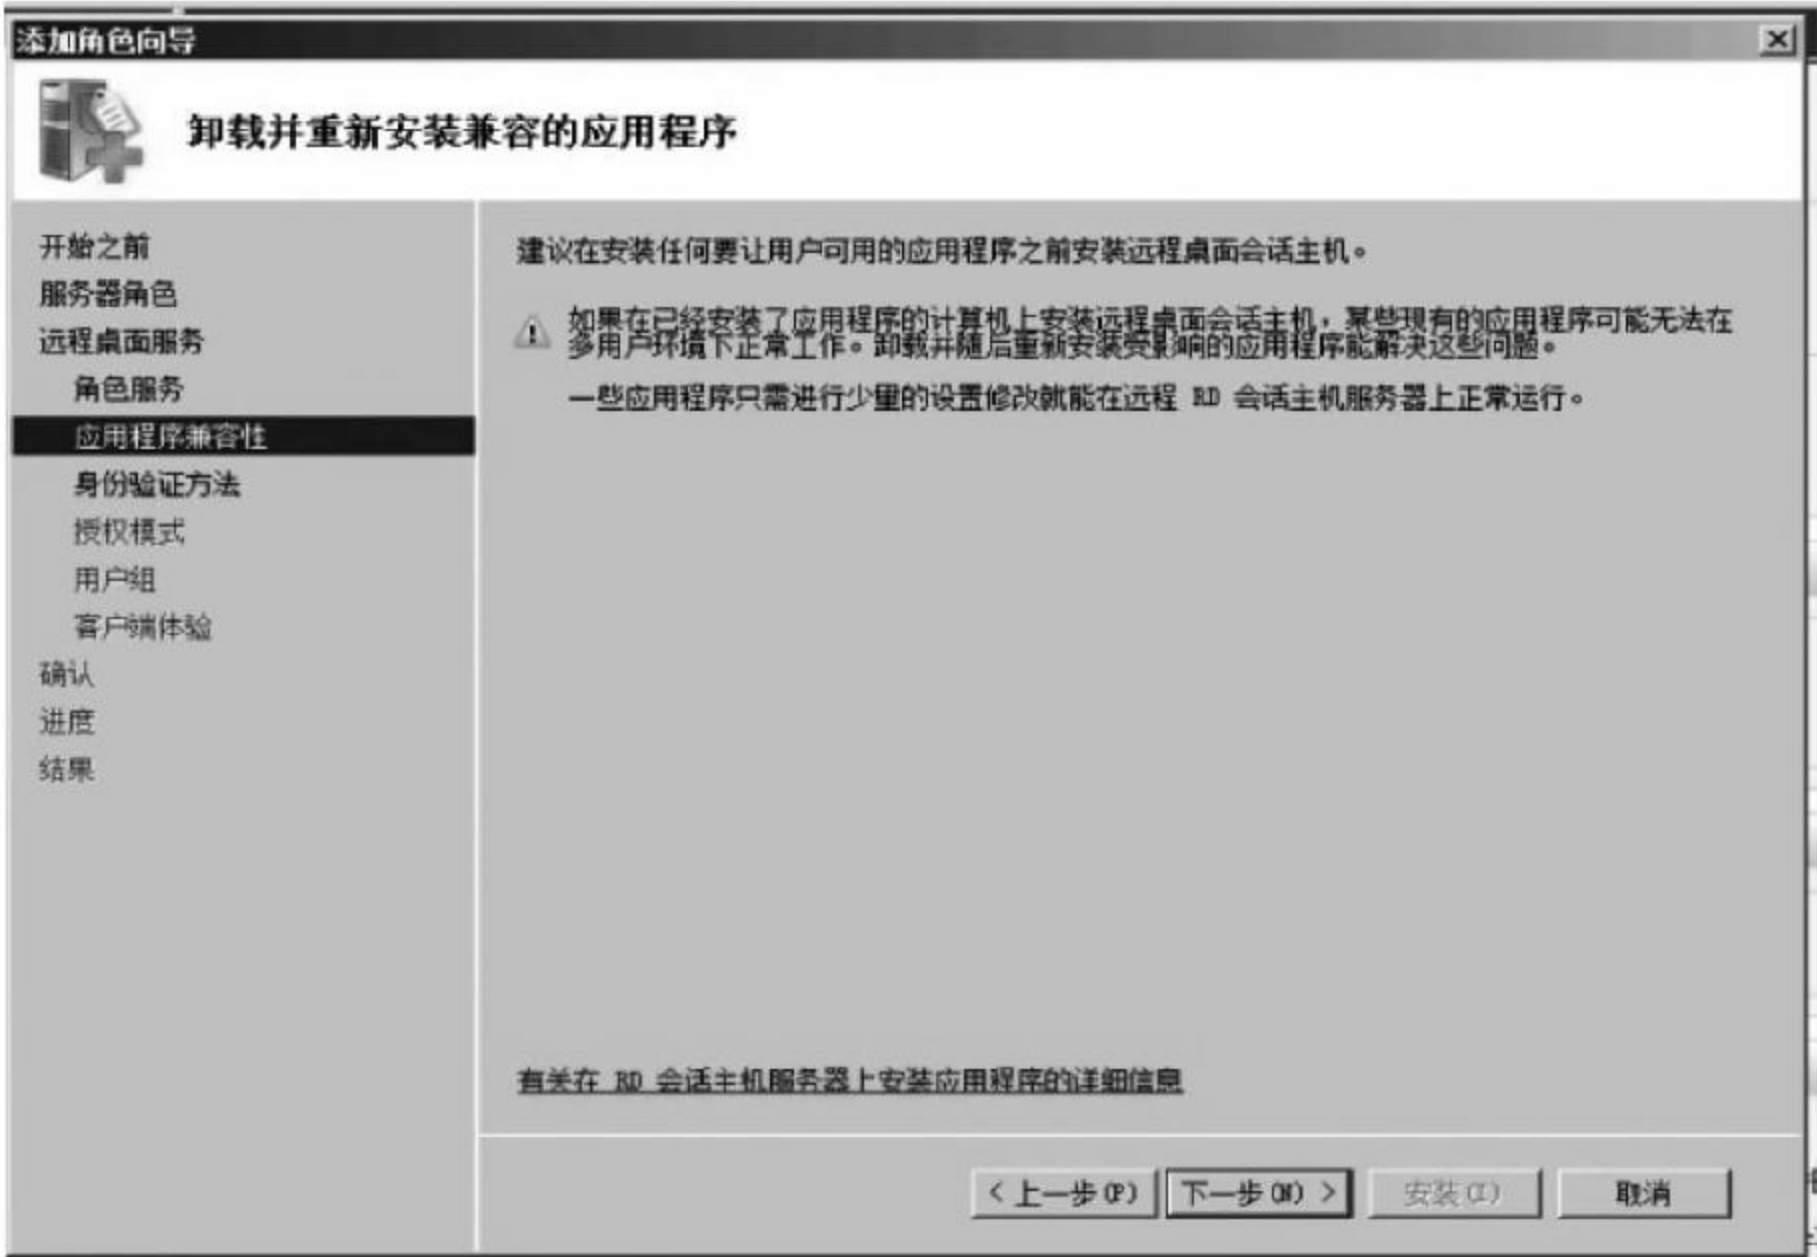 添加角色向导
卸载并重新安装兼容的应用程序
开始之前
服务器角色
远程桌面服务
角色服务
应用程序兼容性
身份验证方法
授权模式
用户组
客户端体验
确认
进度
结果
建议在安装任何要让用户可用的应用程序之前安装远程桌面会话主机。
如果在已经安装了应用程序的计算机上安装远程桌面会话主机，某些现有的应用程序可能无法在
多用户环境下正常工作。卸载并随后重新安装受影响的应用程序能解决这些问题。
一些应用程序只需进行少量的设置修改就能在远程 RD 会话主机服务器上正常运行。
有关在 RD 会话主机服务器上安装应用程序的详细信息
< 上一步(P)
下一步(N) >
安装(I)
取消